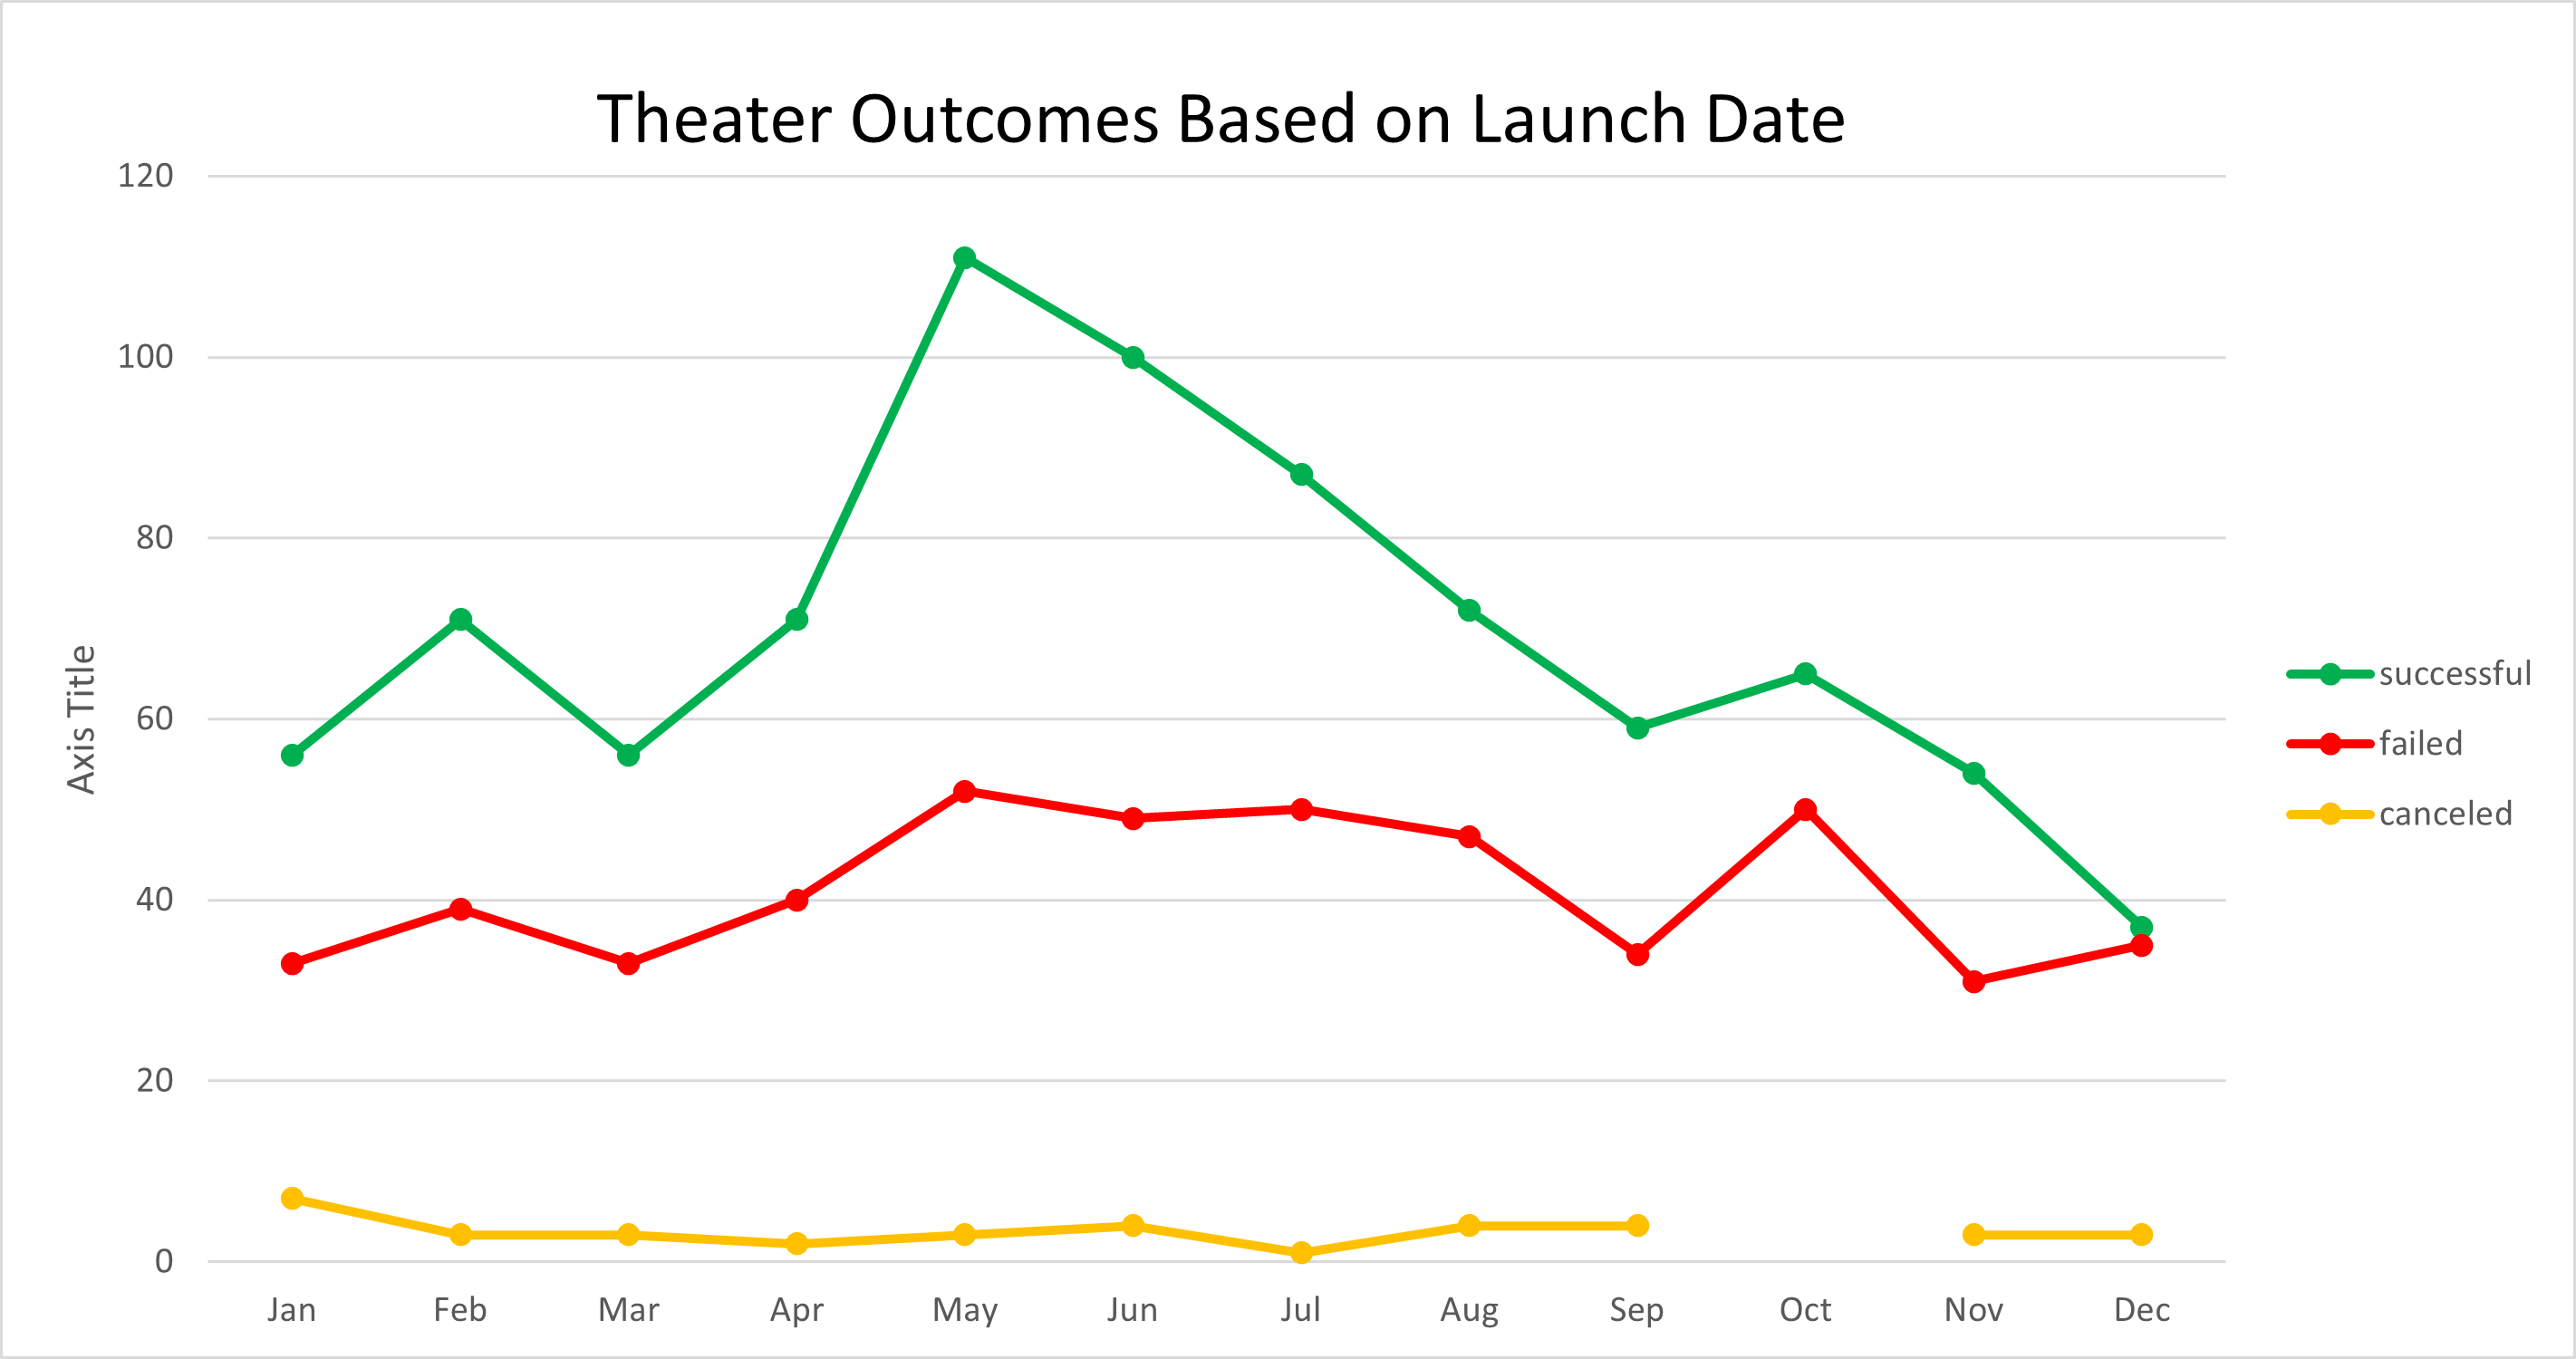 Theater Outcomes Based on Launch Date
120
100
80
60
40
20
0
Axis Title
Jan Feb Mar Apr May Jun Jul Aug Sep Oct Nov Dec
successful
failed
canceled